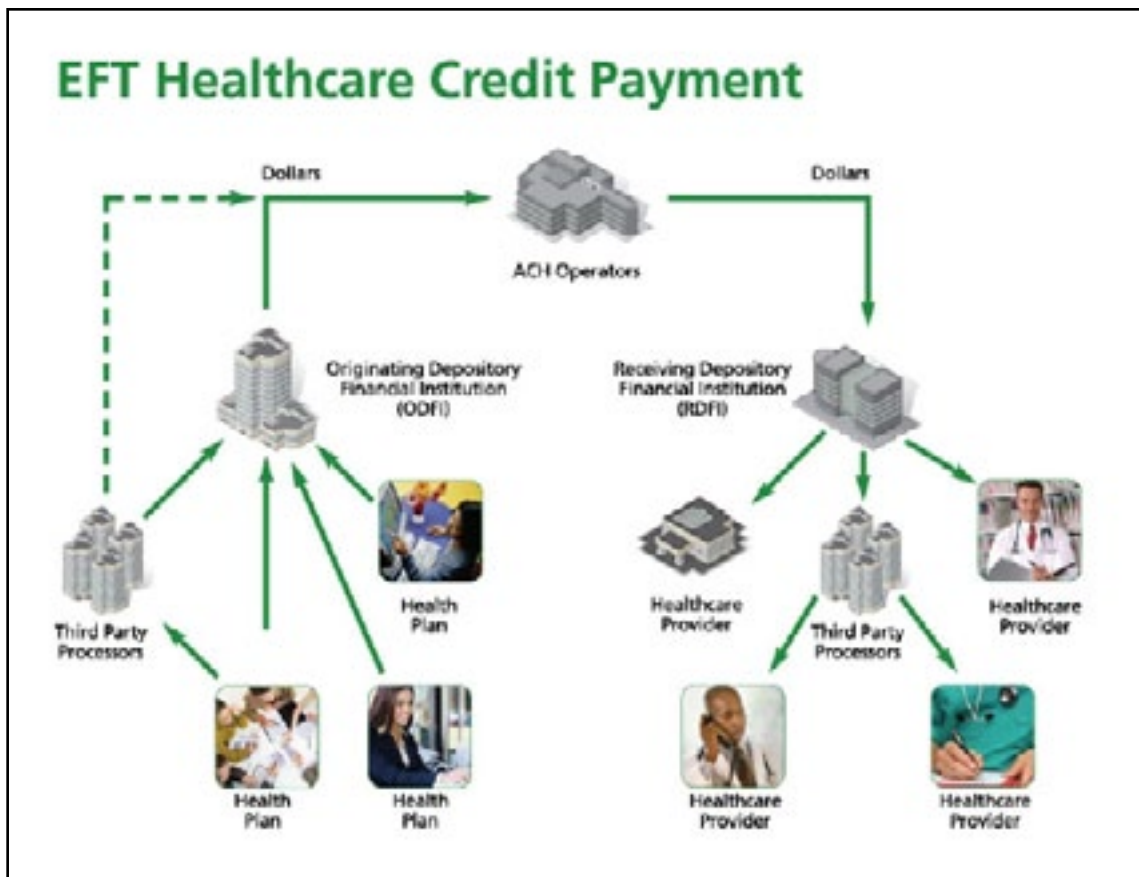 EFT Healthcare Credit Payment
Dollars
Dollars
ACH Operators
Originating Depository
Financial Institution
(ODFI)
Receiving Depository
Financial Institution
(RDFI)
Health
Plan
Third Party
Processors
Healthcare
Provider
Third Party
Processors
Healthcare
Provider
Health
Plan
Health
Plan
Healthcare
Provider
Healthcare
Provider